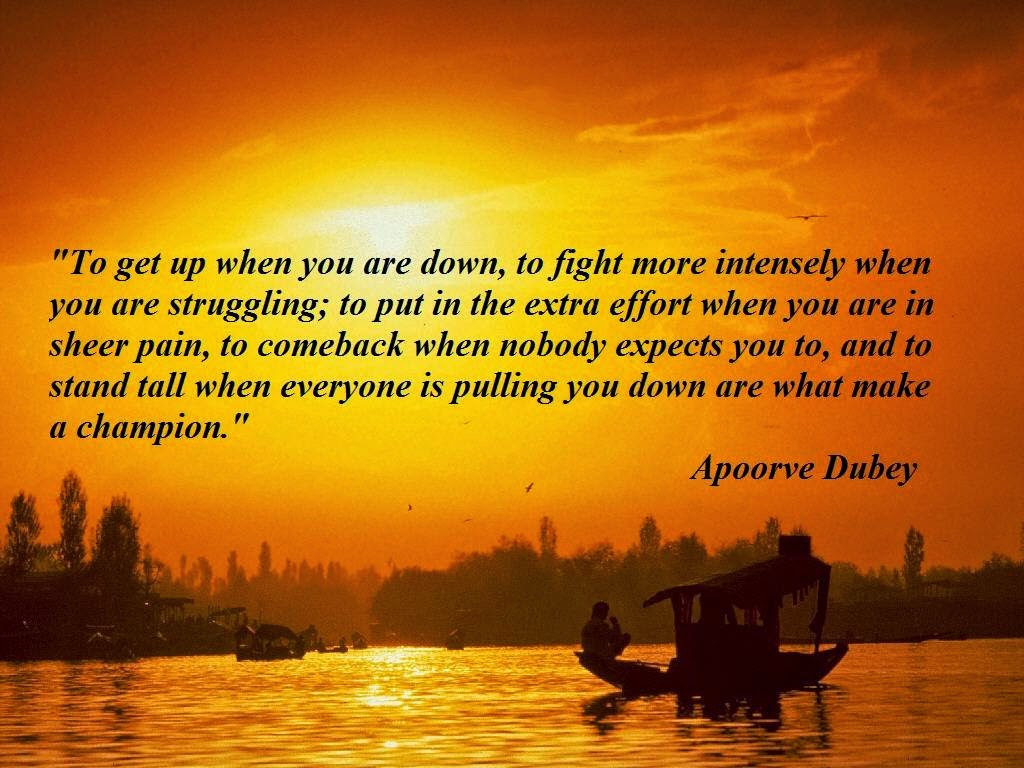 "To get up when you are down, to fight more intensely when
you are struggling; to put in the extra effort when you are in
sheer pain, to comeback when nobody expects you to, and to
stand tall when everyone is pulling you down are what make
a champion."
Apoorve Dubey